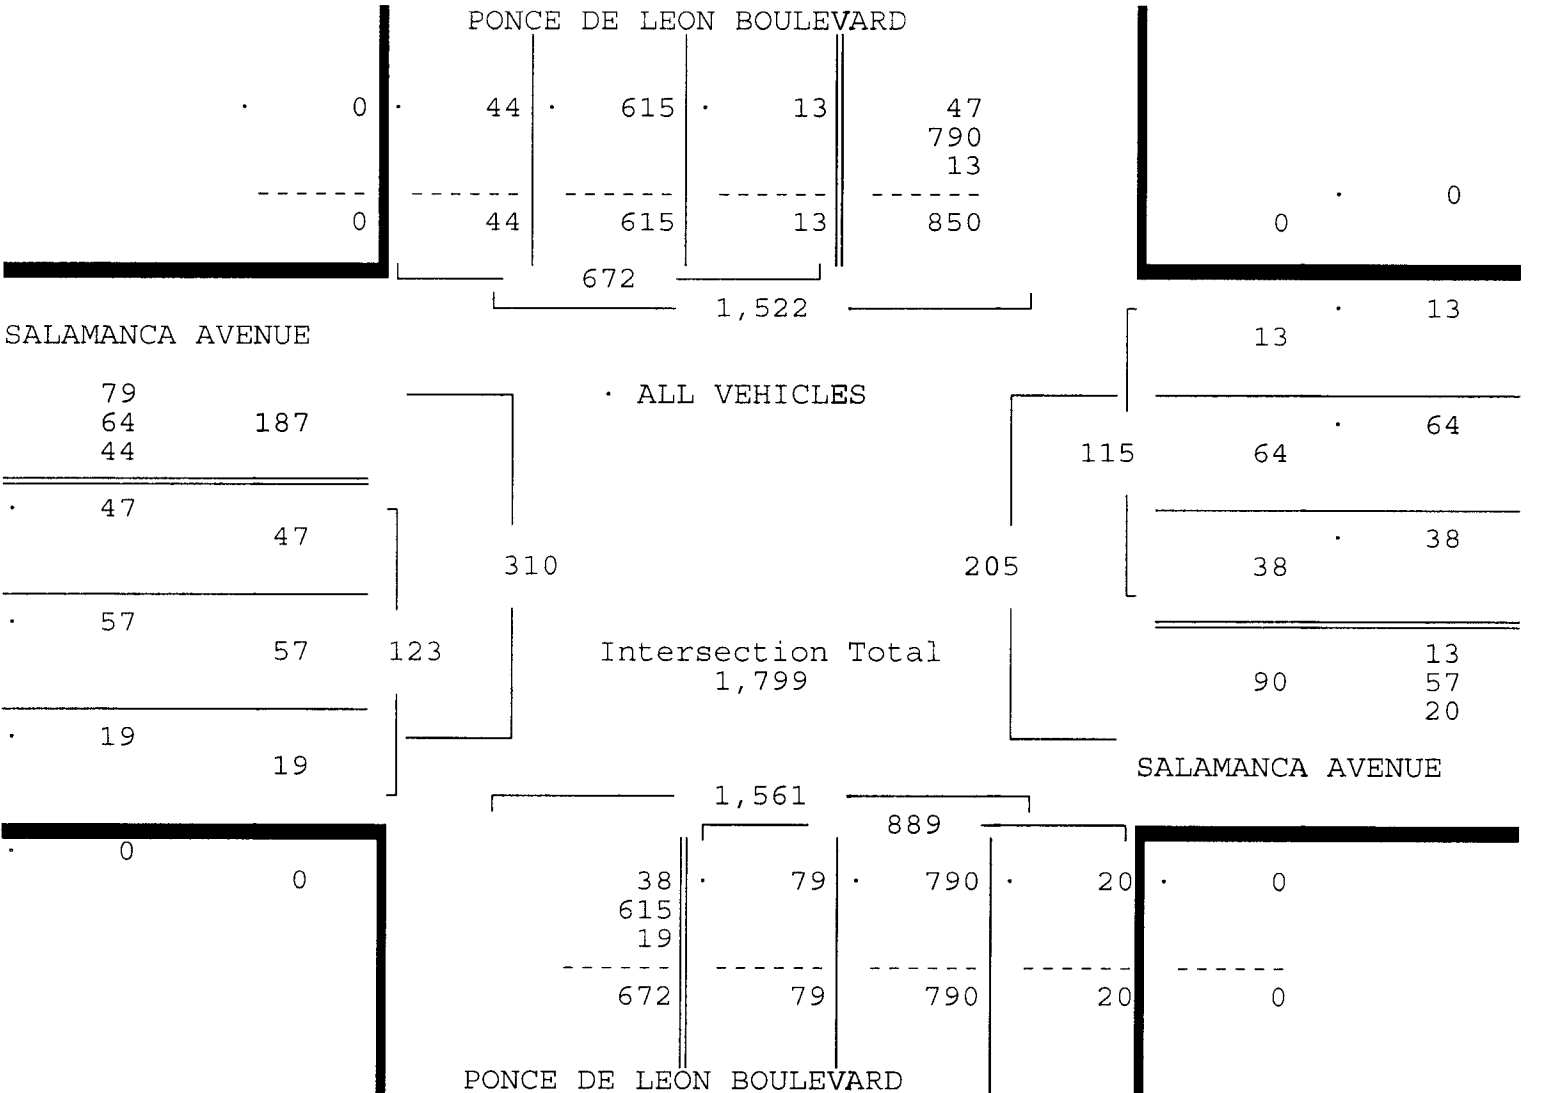 PONCE DE LEON BOULEVARD
· 0 · 44 · 615 · 13 47
790
13
------ ------ ------ ------ ------
· 0
0 44 615 13 850 0
672
1,522
· 13
SALAMANCA AVENUE 13
79 · ALL VEHICLES
64 187 · 64
44 115 64
· 47
47 · 38
310 205 38
· 57
57 123 Intersection Total 13
1,799 90 57
20
· 19
19 SALAMANCA AVENUE
1,561
889
· 0
0 38 · 79 · 790 · 20 · 0
615
19
------ ------ ------ ------ ------
672 79 790 20 0
PONCE DE LEON BOULEVARD